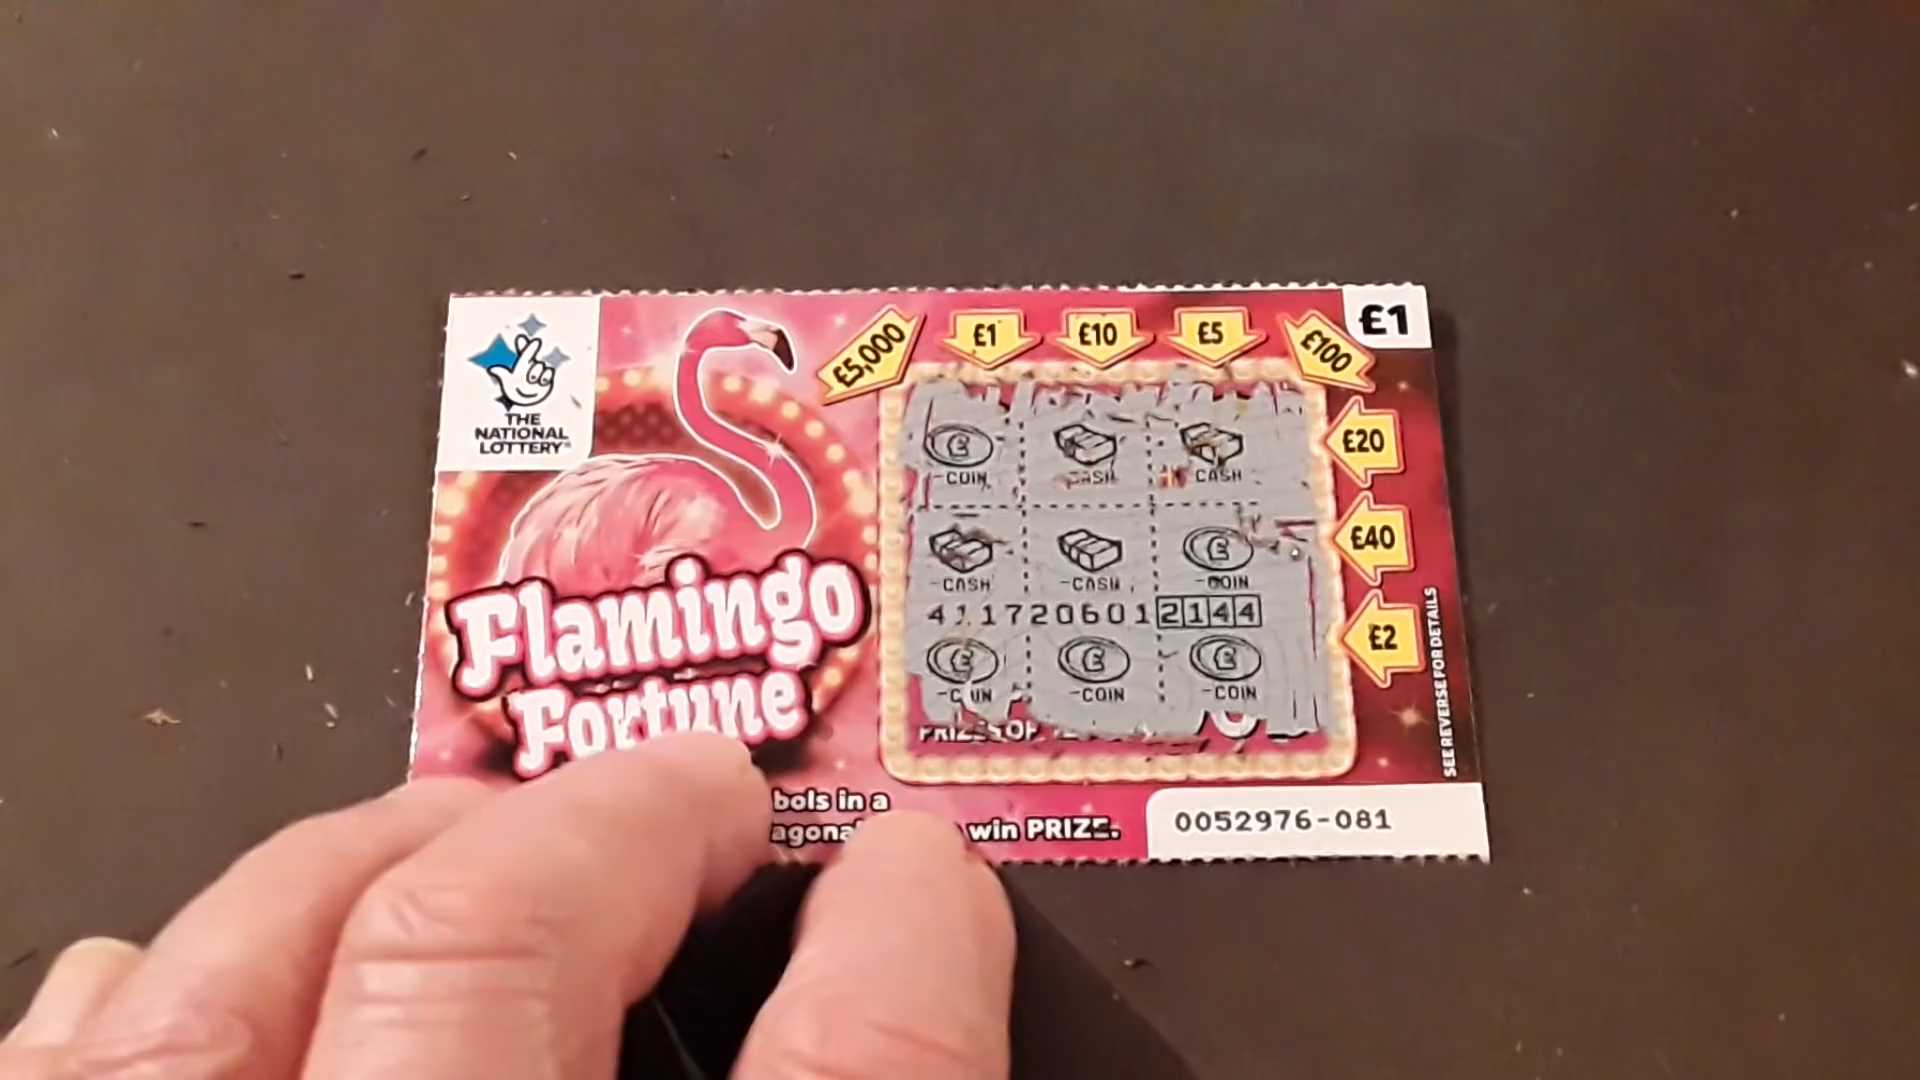 THE
NATIONAL
LOTTERY®
£5,000
£1
£10
£5
£100
£1
£20
£40
£2
COIN
CASH
CASH
CASH
CASH
COIN
4117206012144
COIN
COIN
COIN
Flamingo
Fortune
bols in a
win PRIZE.
0052976-081
SEE REVERSE FOR DETAILS